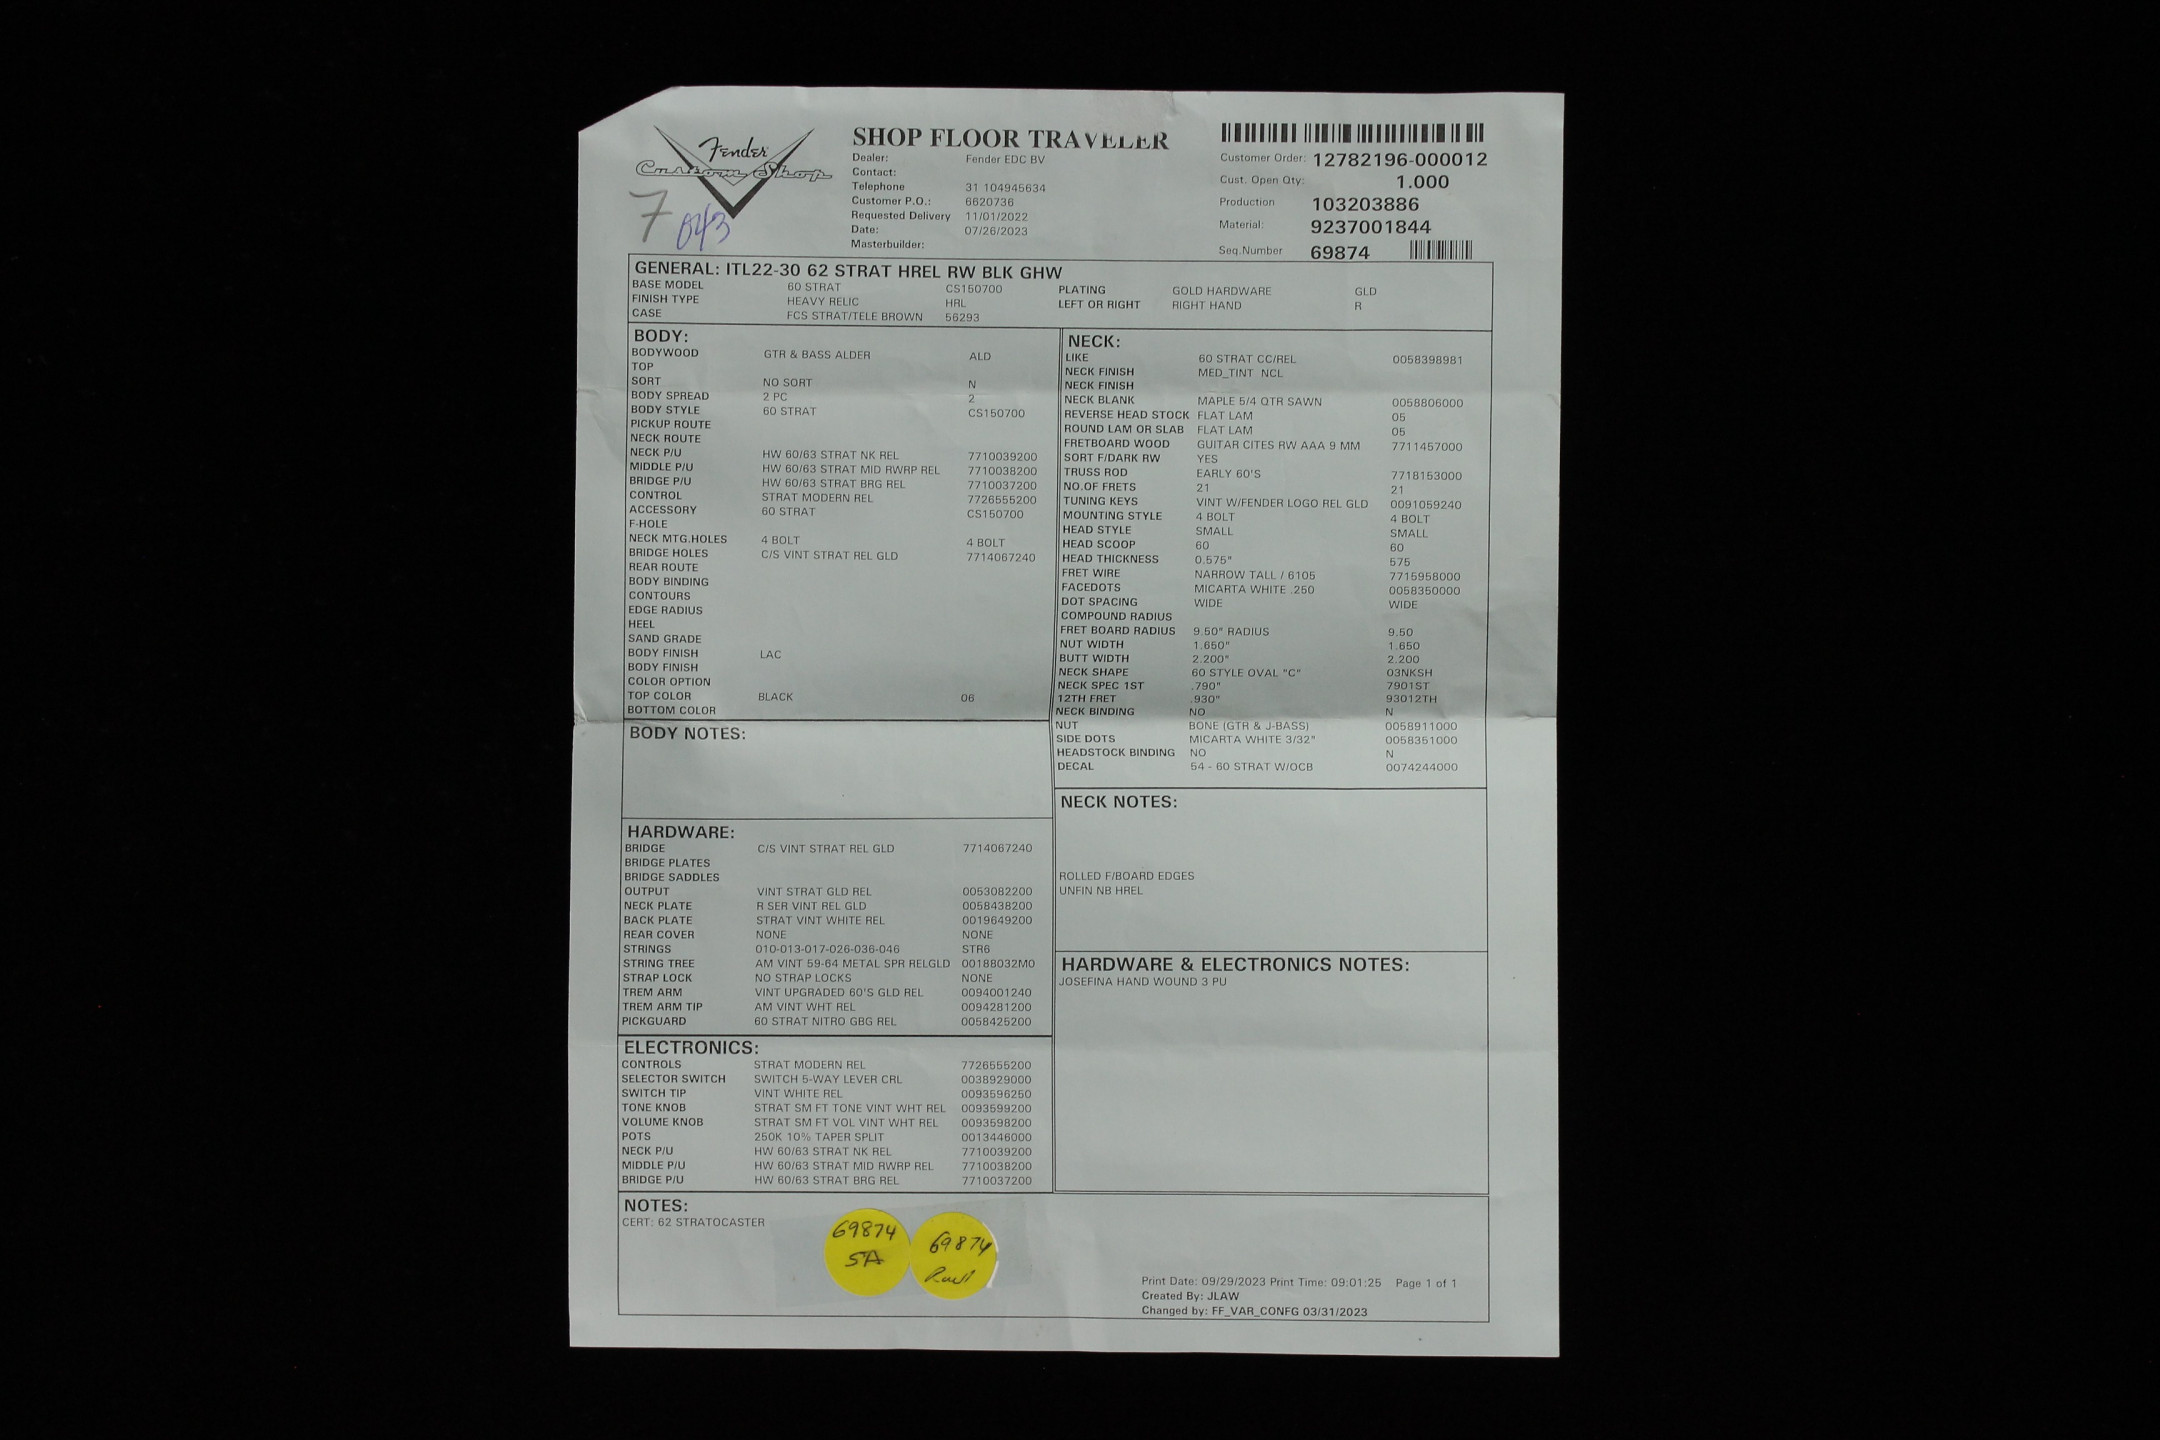 Fender
Custom Shop
7 043
SHOP FLOOR TRAVELER
Dealer: Fender EDC BV
Contact:
Telephone 31 104945634
Customer P.O.: 6620736
Requested Delivery 11/01/2022
Date: 07/26/2023
Masterbuilder:
Customer Order: 12782196-000012
Cust. Open Qty: 1.000
Production 103203886
Material: 9237001844
Seq.Number 69874
GENERAL: ITL22-30 62 STRAT HREL RW BLK GHW
BASE MODEL 60 STRAT CS150700 PLATING GOLD HARDWARE GLD
FINISH TYPE HEAVY RELIC HRL LEFT OR RIGHT RIGHT HAND R
CASE FCS STRAT/TELE BROWN 56293
BODY:
BODYWOOD GTR & BASS ALDER ALD
TOP
SORT NO SORT N
BODY SPREAD 2 PC 2
BODY STYLE 60 STRAT CS150700
PICKUP ROUTE
NECK ROUTE
NECK P/U HW 60/63 STRAT NK REL 7710039200
MIDDLE P/U HW 60/63 STRAT MID RWRP REL 7710038200
BRIDGE P/U HW 60/63 STRAT BRG REL 7710037200
CONTROL STRAT MODERN REL 7726555200
ACCESSORY 60 STRAT CS150700
F-HOLE
NECK MTG.HOLES 4 BOLT 4 BOLT
BRIDGE HOLES C/S VINT STRAT REL GLD 7714067240
REAR ROUTE
BODY BINDING
CONTOURS
EDGE RADIUS
HEEL
SAND GRADE
BODY FINISH LAC
BODY FINISH
COLOR OPTION
TOP COLOR BLACK 06
BOTTOM COLOR
BODY NOTES:
HARDWARE:
BRIDGE C/S VINT STRAT REL GLD 7714067240
BRIDGE PLATES
BRIDGE SADDLES
OUTPUT VINT STRAT GLD REL 0053082200
NECK PLATE R SER VINT REL GLD 0058438200
BACK PLATE STRAT VINT WHITE REL 0019649200
REAR COVER NONE NONE
STRINGS 010-013-017-026-036-046 STR6
STRING TREE AM VINT 59-64 METAL SPR RELGLD 00188032M0
STRAP LOCK NO STRAP LOCKS NONE
TREM ARM VINT UPGRADED 60'S GLD REL 0094001240
TREM ARM TIP AM VINT WHT REL 0094281200
PICKGUARD 60 STRAT NITRO GBG REL 0058425200
ELECTRONICS:
CONTROLS STRAT MODERN REL 7726555200
SELECTOR SWITCH SWITCH 5-WAY LEVER CRL 0038929000
SWITCH TIP VINT WHITE REL 0093596250
TONE KNOB STRAT SM FT TONE VINT WHT REL 0093599200
VOLUME KNOB STRAT SM FT VOL VINT WHT REL 0093598200
POTS 250K 10% TAPER SPLIT 0013446000
NECK P/U HW 60/63 STRAT NK REL 7710039200
MIDDLE P/U HW 60/63 STRAT MID RWRP REL 7710038200
BRIDGE P/U HW 60/63 STRAT BRG REL 7710037200
NECK:
LIKE 60 STRAT CC/REL 0058398981
NECK FINISH MED_TINT NCL
NECK FINISH
NECK BLANK MAPLE 5/4 QTR SAWN 0058806000
REVERSE HEAD STOCK FLAT LAM 05
ROUND LAM OR SLAB FLAT LAM 05
FRETBOARD WOOD GUITAR CITES RW AAA 9 MM 7711457000
SORT F/DARK RW YES
TRUSS ROD EARLY 60'S 7718153000
NO.OF FRETS 21 21
TUNING KEYS VINT W/FENDER LOGO REL GLD 0091059240
MOUNTING STYLE 4 BOLT 4 BOLT
HEAD STYLE SMALL SMALL
HEAD SCOOP 60 60
HEAD THICKNESS 0.575" 575
FRET WIRE NARROW TALL / 6105 7715958000
FACEDOTS MICARTA WHITE .250 0058350000
DOT SPACING WIDE WIDE
COMPOUND RADIUS
FRET BOARD RADIUS 9.50" RADIUS 9.50
NUT WIDTH 1.650" 1.650
BUTT WIDTH 2.200" 2.200
NECK SHAPE 60 STYLE OVAL "C" 03NKSH
NECK SPEC 1ST .790" 7901ST
12TH FRET .930" 93012TH
NECK BINDING NO N
NUT BONE (GTR & J-BASS) 0058911000
SIDE DOTS MICARTA WHITE 3/32" 0058351000
HEADSTOCK BINDING NO N
DECAL 54 - 60 STRAT W/OCB 0074244000
NECK NOTES:
ROLLED F/BOARD EDGES
UNFIN NB HREL
HARDWARE & ELECTRONICS NOTES:
JOSEFINA HAND WOUND 3 PU
NOTES:
CERT: 62 STRATOCASTER
69874
SA
69874
Print Date: 09/29/2023 Print Time: 09:01:25 Page 1 of 1
Created By: JLAW
Changed by: FF_VAR_CONFG 03/31/2023